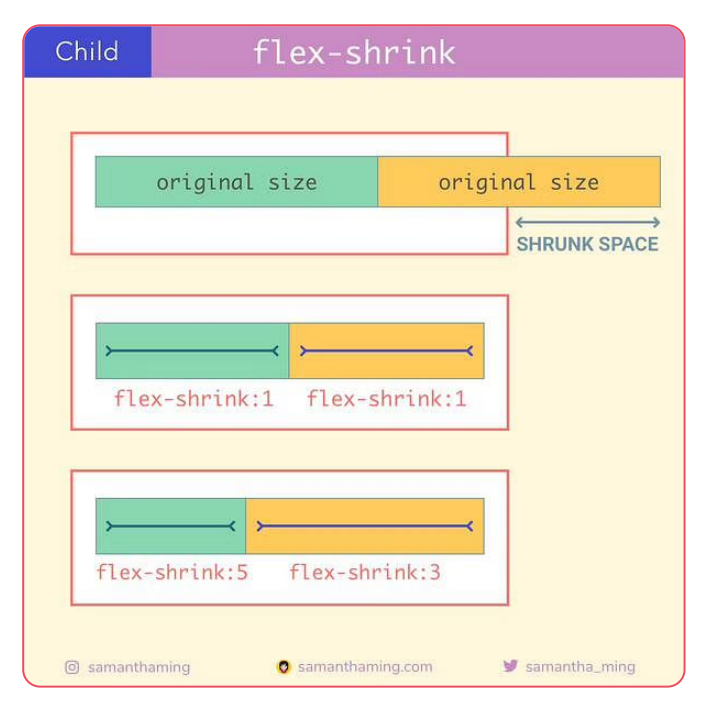 Child flex-shrink
original size original size
SHRUNK SPACE
flex-shrink:1 flex-shrink:1
flex-shrink:5 flex-shrink:3
samanthaming samanthaming.com samantha_ming